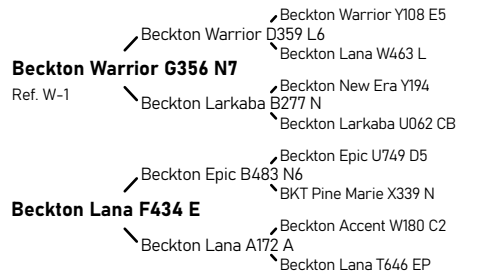 Beckton Warrior Y108 E5
Beckton Warrior D359 L6
Beckton Lana W463 L
Beckton Warrior G356 N7
Ref. W-1
Beckton New Era Y194
Beckton Larkaba B277 N
Beckton Larkaba U062 CB
Beckton Epic U749 D5
Beckton Epic B483 N6
BKT Pine Marie X339 N
Beckton Lana F434 E
Beckton Accent W180 C2
Beckton Lana A172 A
Beckton Lana T646 EP